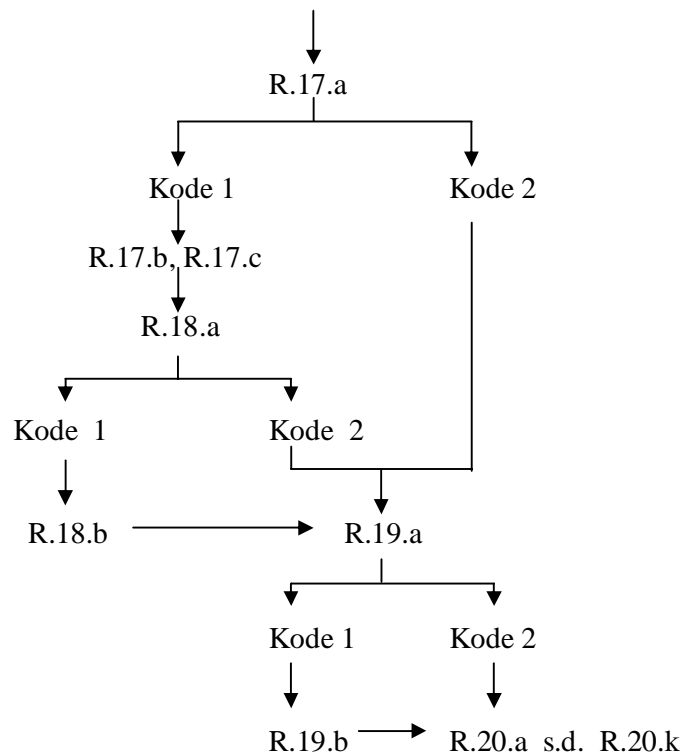 R.17.a
Kode 1 Kode 2
R.17.b, R.17.c
R.18.a
Kode 1 Kode 2
R.18.b R.19.a
Kode 1 Kode 2
R.19.b R.20.a s.d. R.20.k